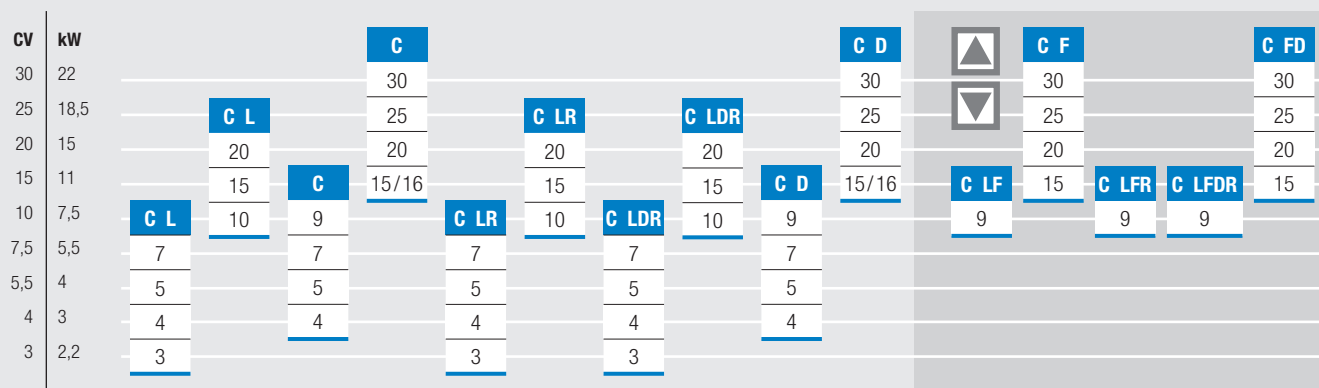 CV kW C C D C F C FD
30 22 30 30 30 30
25 18,5 C L 25 C LR C LDR 25 25 25
20 15 20 20 20 20 20 20 20
15 11 15 C 15/16 15 15 C D 15/16 C LF 15 C LFR C LFDR 15
10 7,5 C L 10 9 C LR 10 C LDR 10 9 9 9 9
7,5 5,5 7 7 7 7 7
5,5 4 5 5 5 5 5
4 3 4 4 4 4 4
3 2,2 3 3 3